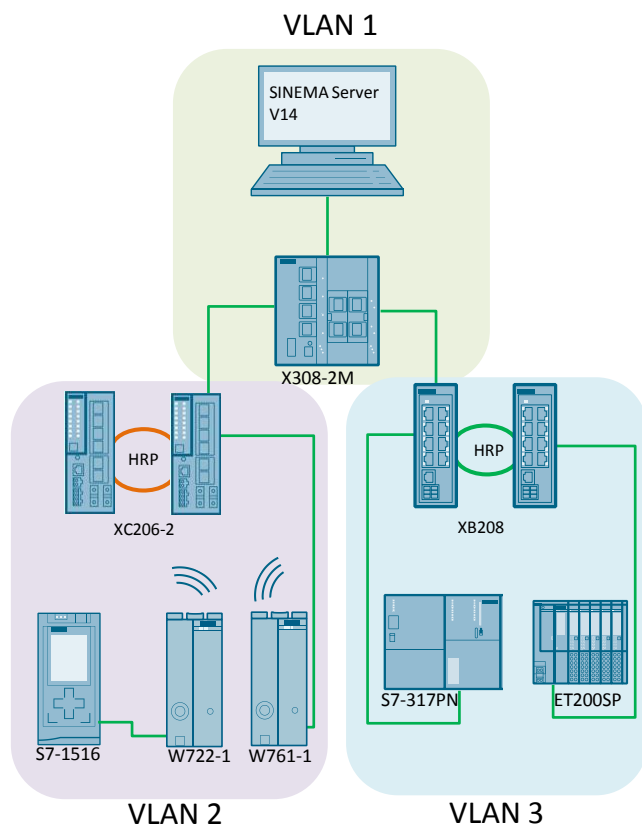 VLAN 1
SINEMA Server
V14
X308-2M
HRP
HRP
XC206-2
XB208
S7-317PN
ET200SP
S7-1516
W722-1
W761-1
VLAN 2
VLAN 3